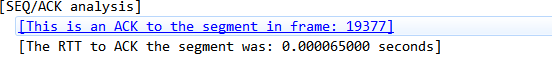 [SEQ/ACK analysis]
[This is an ACK to the segment in frame: 19377]
[The RTT to ACK the segment was: 0.000065000 seconds]